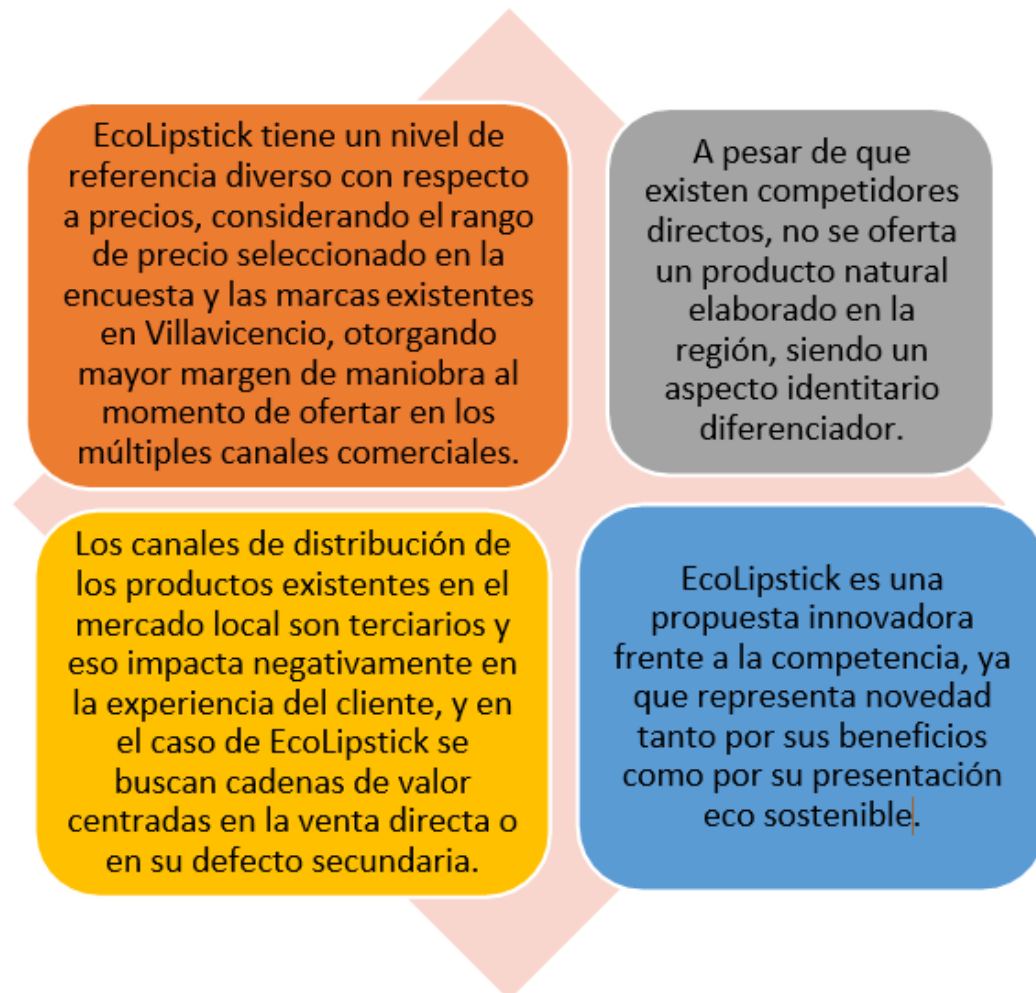 EcoLipstick tiene un nivel de
referencia diverso con respecto
a precios, considerando el rango
de precio seleccionado en la
encuesta y las marcas existentes
en Villavicencio, otorgando
mayor margen de maniobra al
momento de ofertar en los
múltiples canales comerciales.
A pesar de que
existen competidores
directos, no se oferta
un producto natural
elaborado en la
región, siendo un
aspecto identitario
diferenciador.
Los canales de distribución de
los productos existentes en el
mercado local son terciarios y
eso impacta negativamente en
la experiencia del cliente, y en
el caso de EcoLipstick se
buscan cadenas de valor
centradas en la venta directa o
en su defecto secundaria.
EcoLipstick es una
propuesta innovadora
frente a la competencia, ya
que representa novedad
tanto por sus beneficios
como por su presentación
eco sostenible.